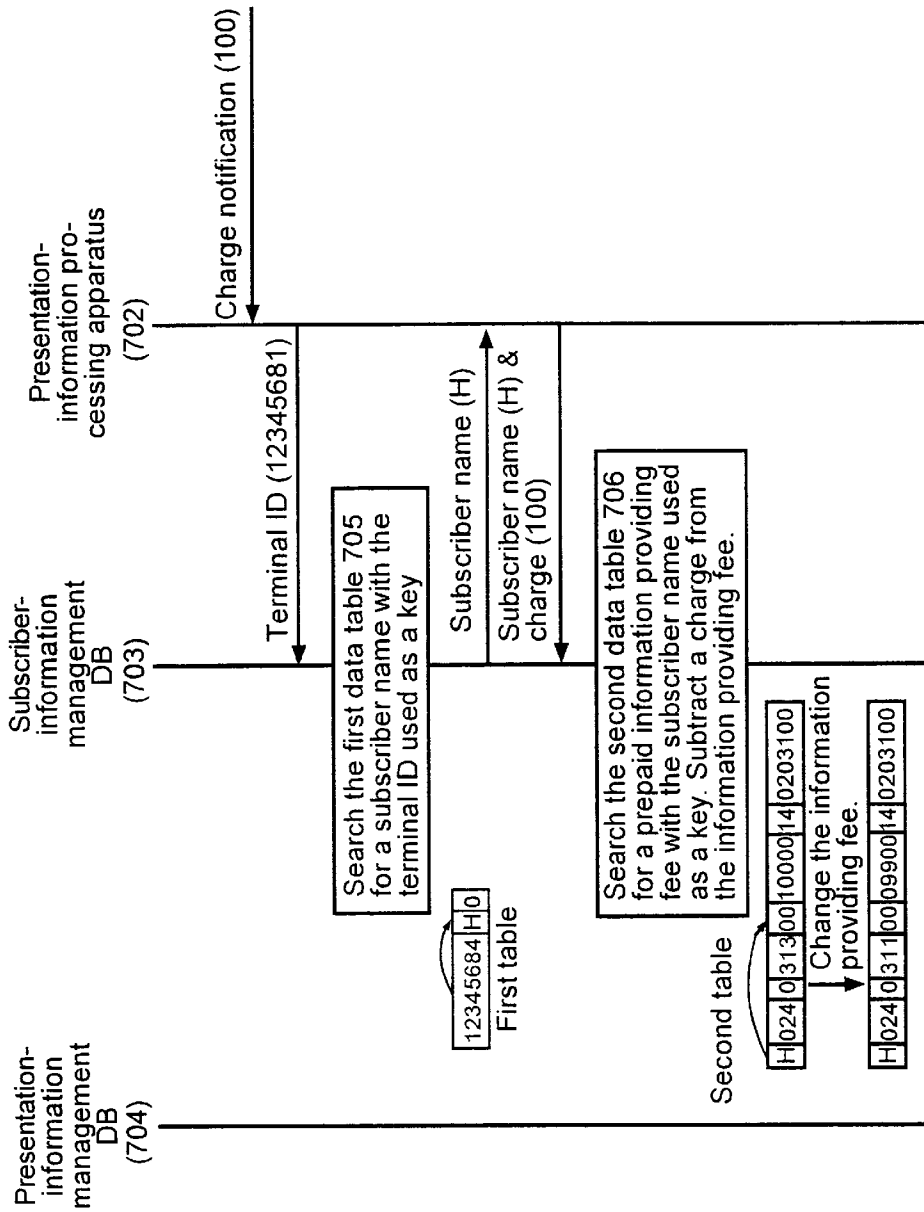 Presentation-
information
management
DB
(704)
Subscriber-
information
management
DB
(703)
Presentation-
information pro-
cessing apparatus
(702)
Charge notification (100)
Terminal ID (12345681)
Search the first data table 705
for a subscriber name with the
terminal ID used as a key
12345684 H 0
First table
Subscriber name (H)
Subscriber name (H) &
charge (100)
Search the second data table 706
for a prepaid information providing
fee with the subscriber name used
as a key. Subtract a charge from
the information providing fee.
Second table
H 024 0 313 00 10000 14 0203100
Change the information
providing fee.
H 024 0 311 00 09900 14 0203100